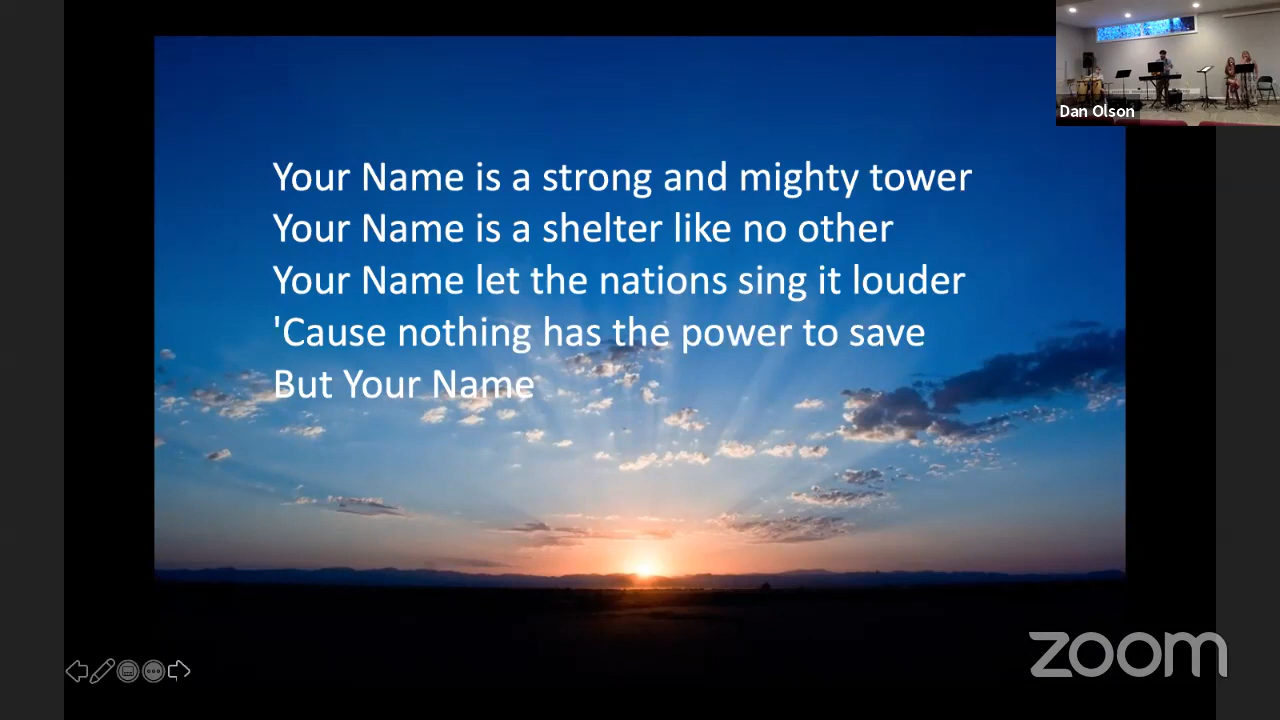 Your Name is a strong and mighty tower
Your Name is a shelter like no other
Your Name let the nations sing it louder
'Cause nothing has the power to save
But Your Name
Dan Olson
zoom